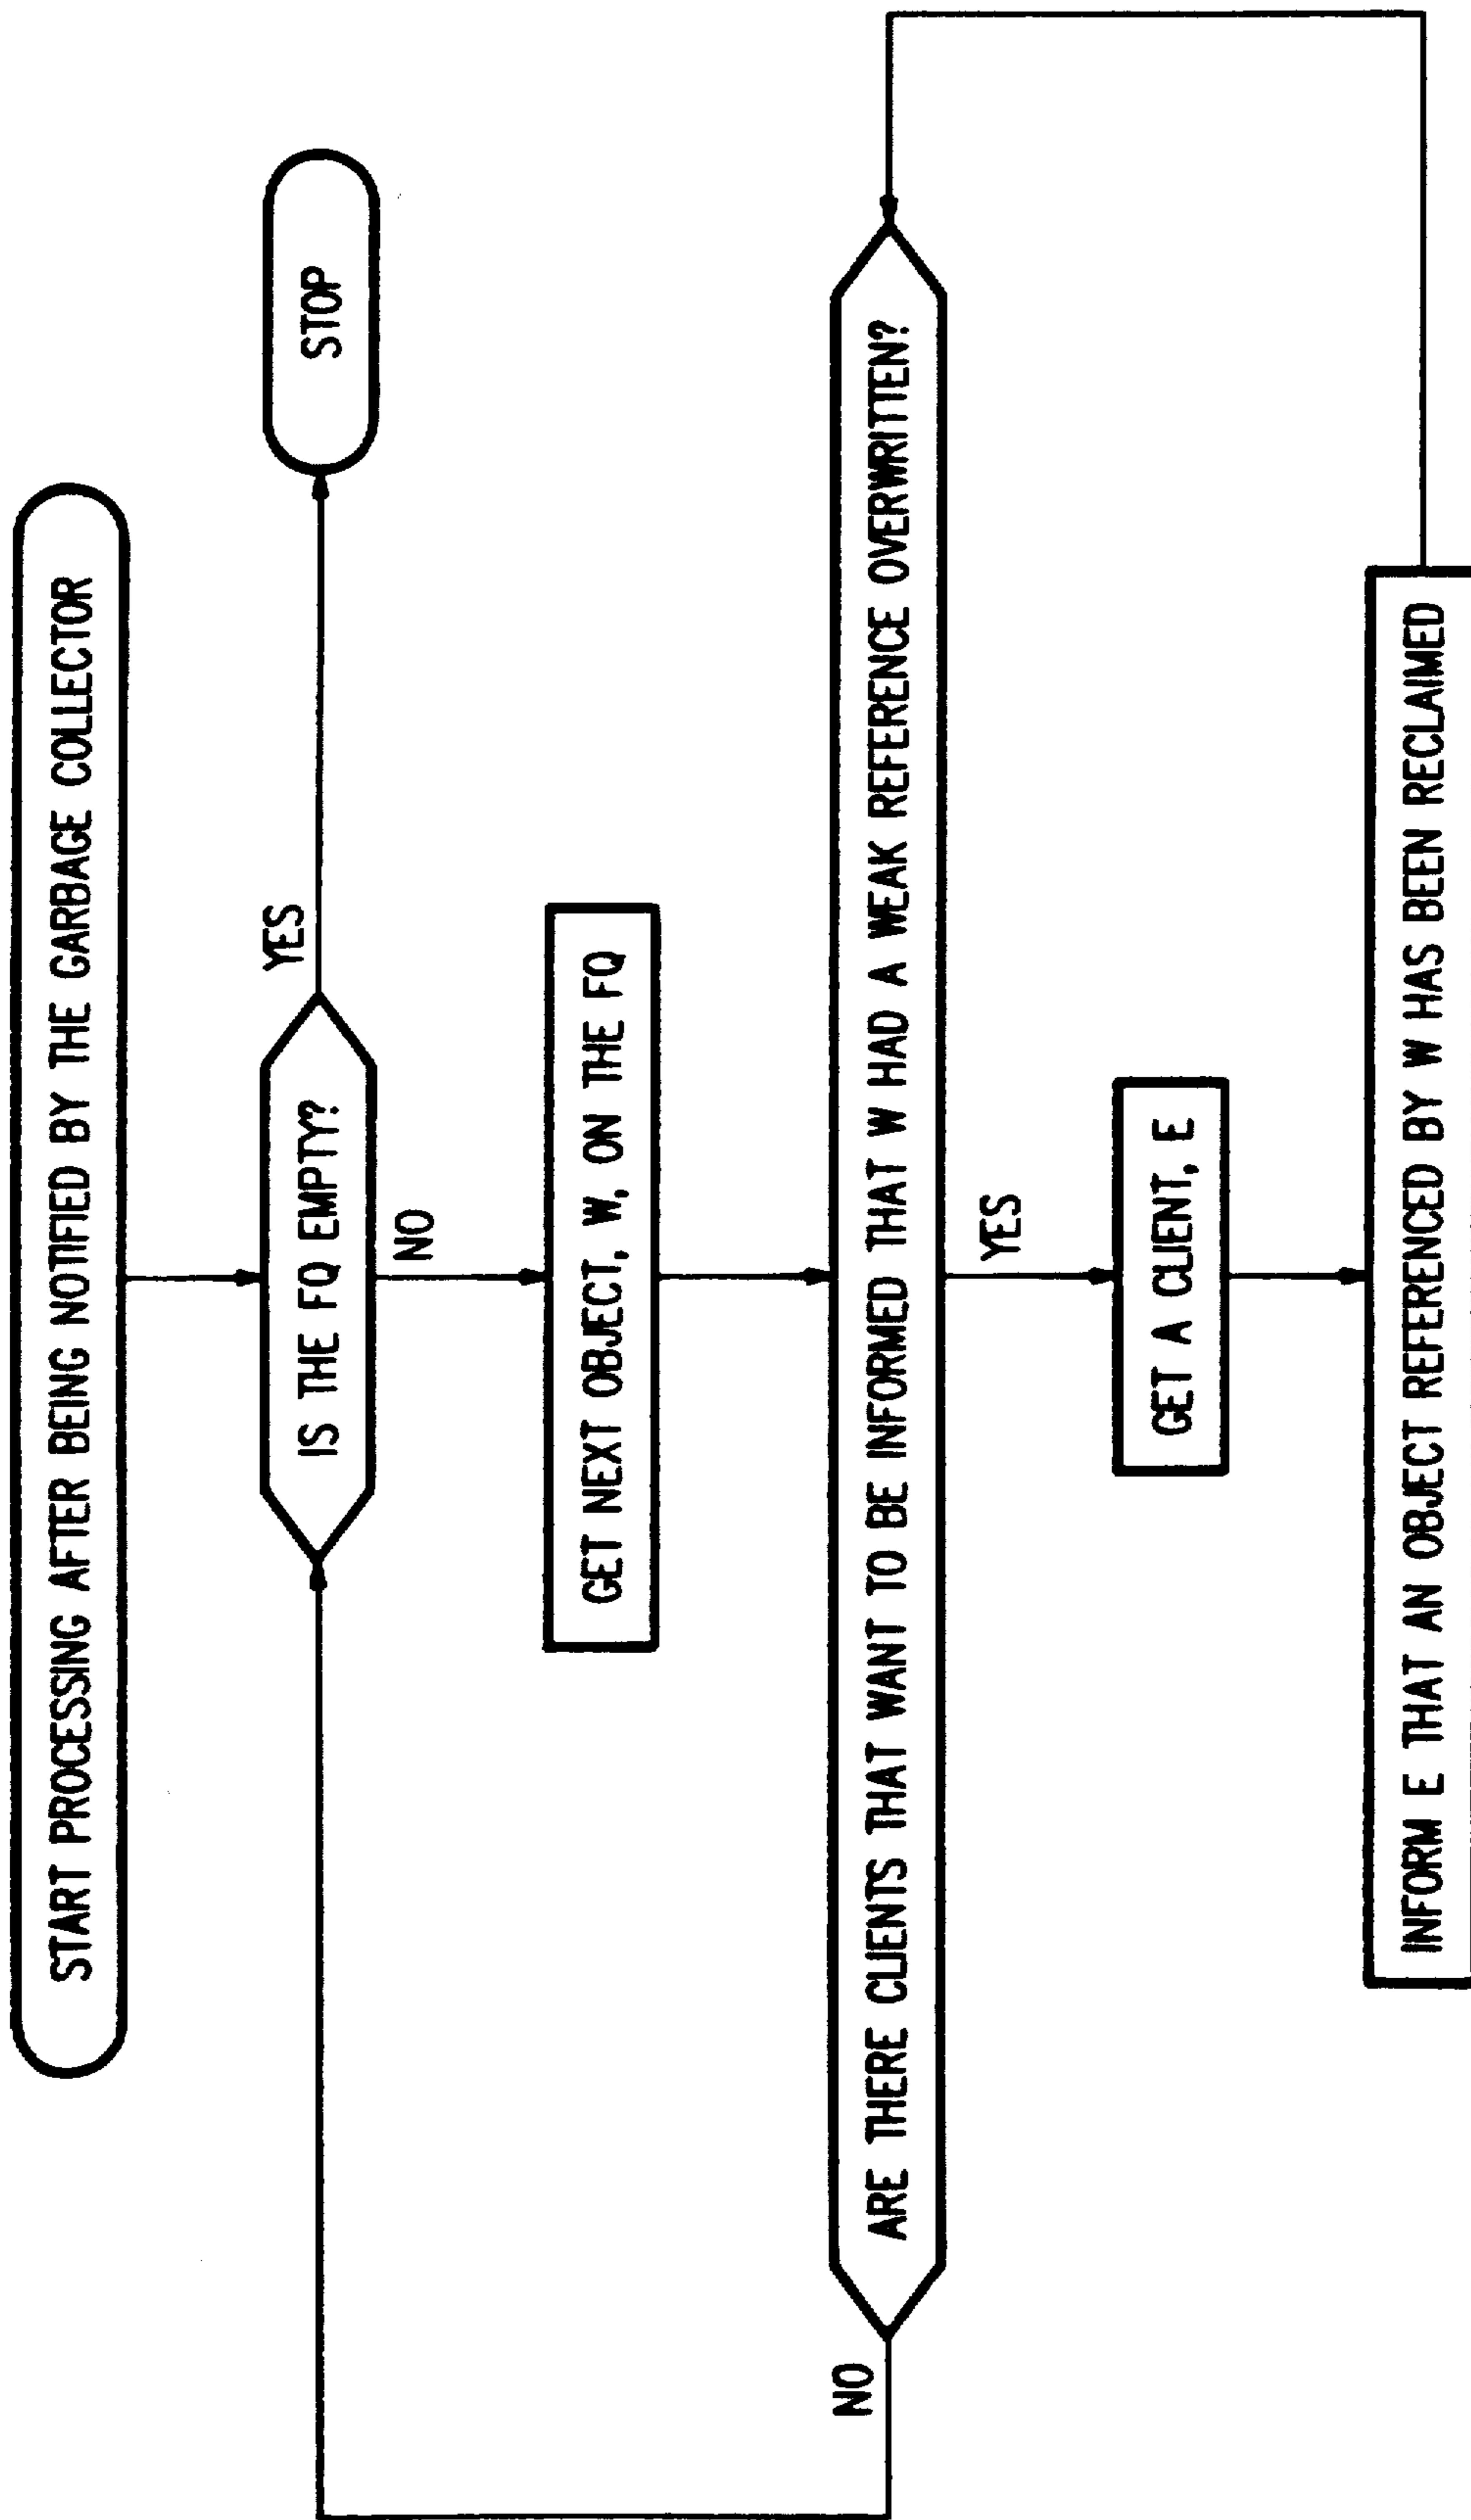 START PROCESSING AFTER BEING NOTIFIED BY THE GARBAGE COLLECTOR
IS THE FQ EMPTY?
YES
STOP
NO
GET NEXT OBJECT, W, ON THE FQ
ARE THERE CLIENTS THAT WANT TO BE INFORMED THAT W HAD A WEAK REFERENCE OVERWRITTEN?
NO
YES
GET A CLIENT, E
INFORM E THAT AN OBJECT REFERENCED BY W HAS BEEN RECLAIMED